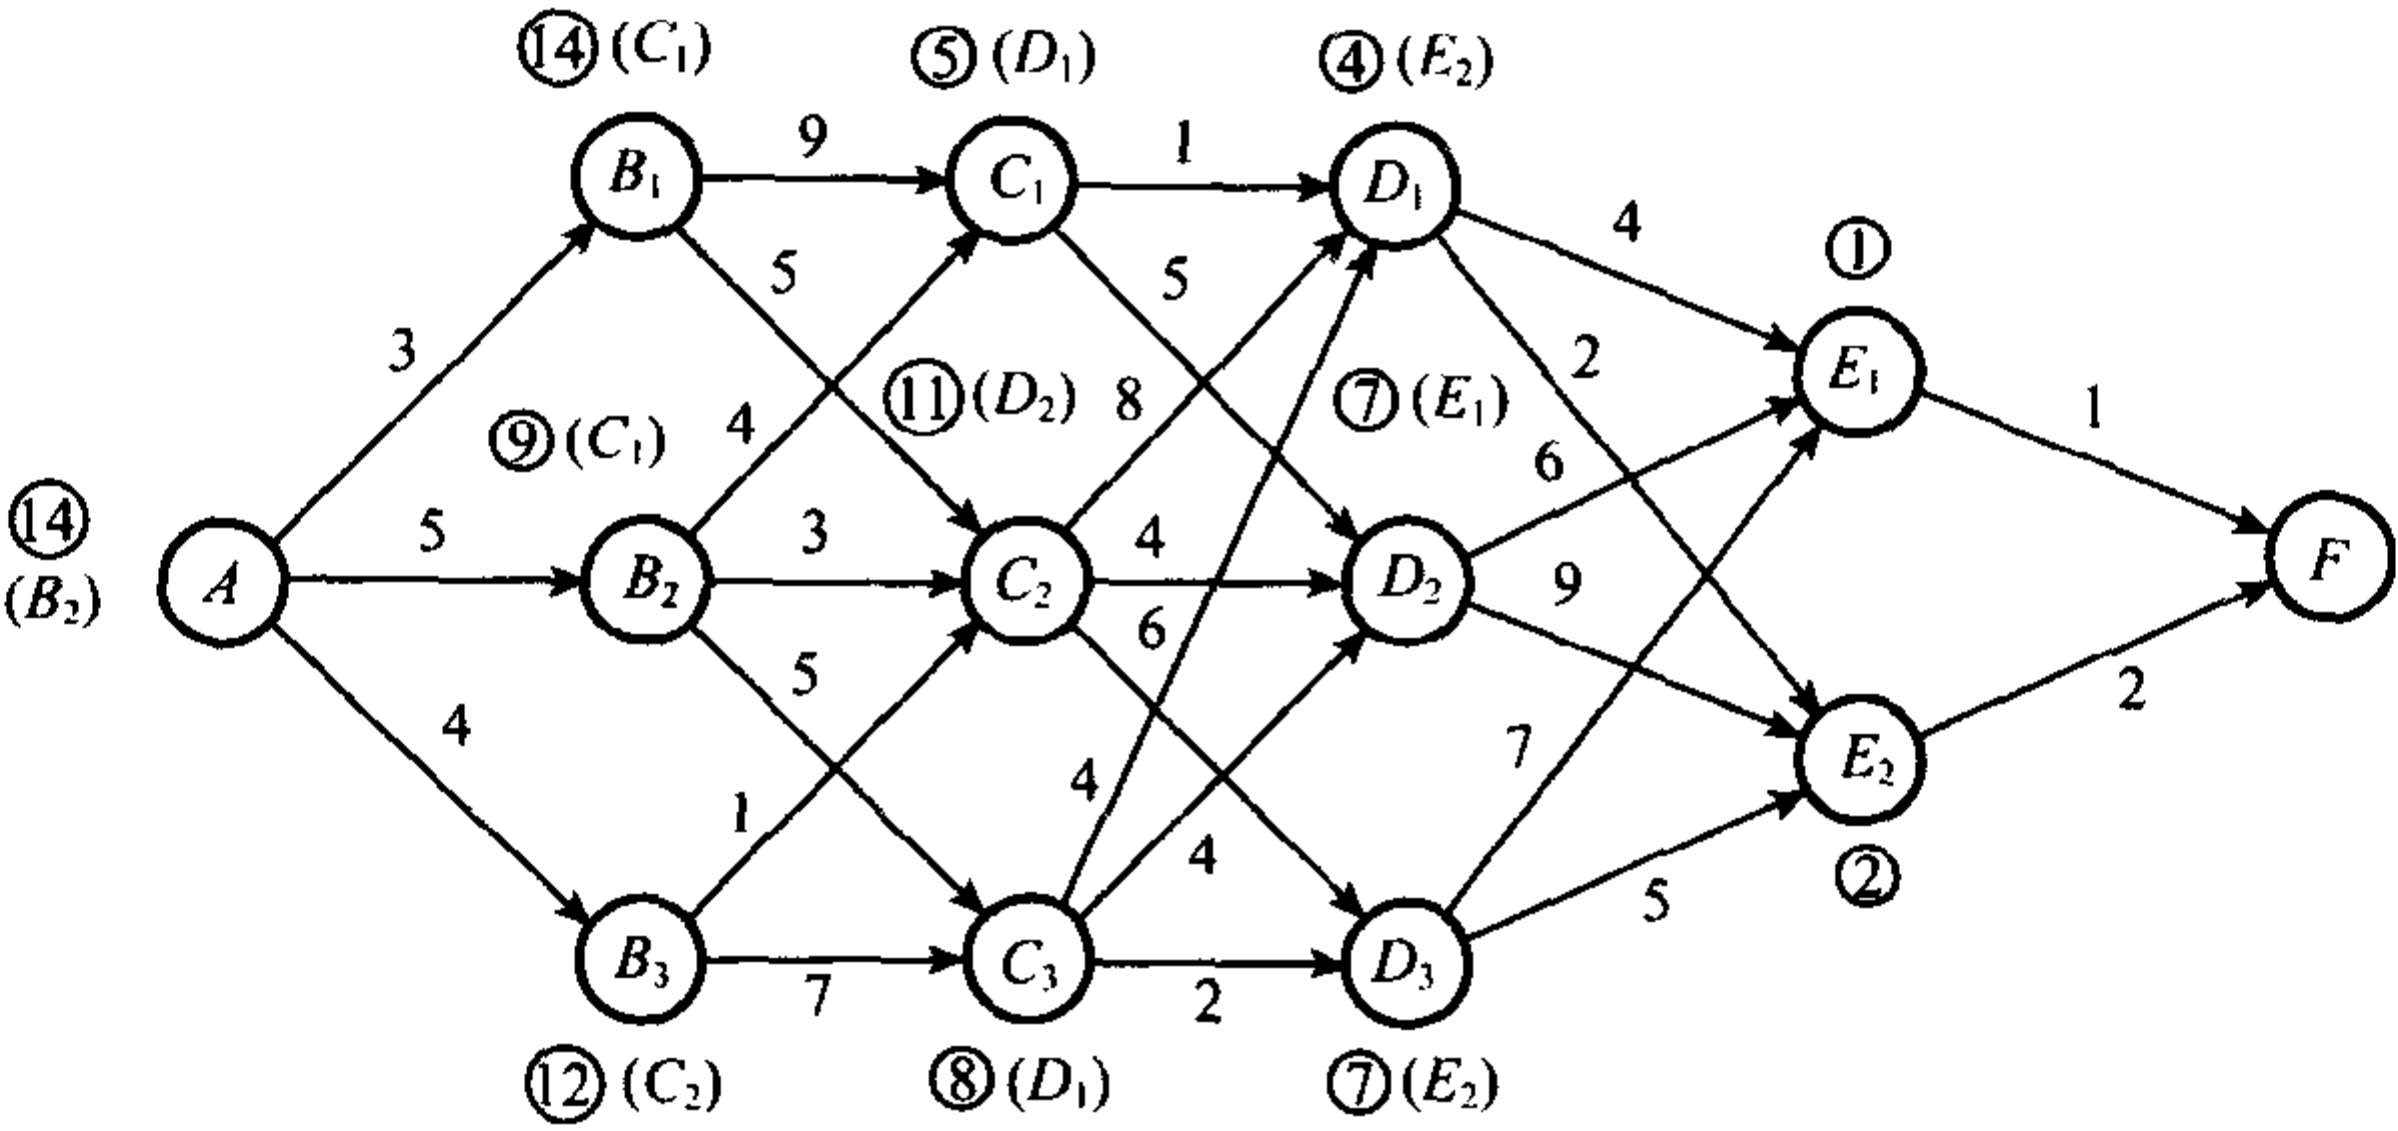 ⑭ (C₁) ⑤ (D₁) ④ (E₂)
B₁ 9 C₁ 1 D₁ 4
①
3 5 5 2 E₁ 1
⑨ (C₁) 4 ⑪ (D₂) 8 ⑦ (E₁) 6
⑭
(B₂)
A 5 B₂ 3 C₂ 4 D₂ 9 F
4 5 6 7 E₂ 2
1 4 4 5 ②
B₃ 7 C₃ 2 D₃
⑫ (C₂) ⑧ (D₁) ⑦ (E₂)